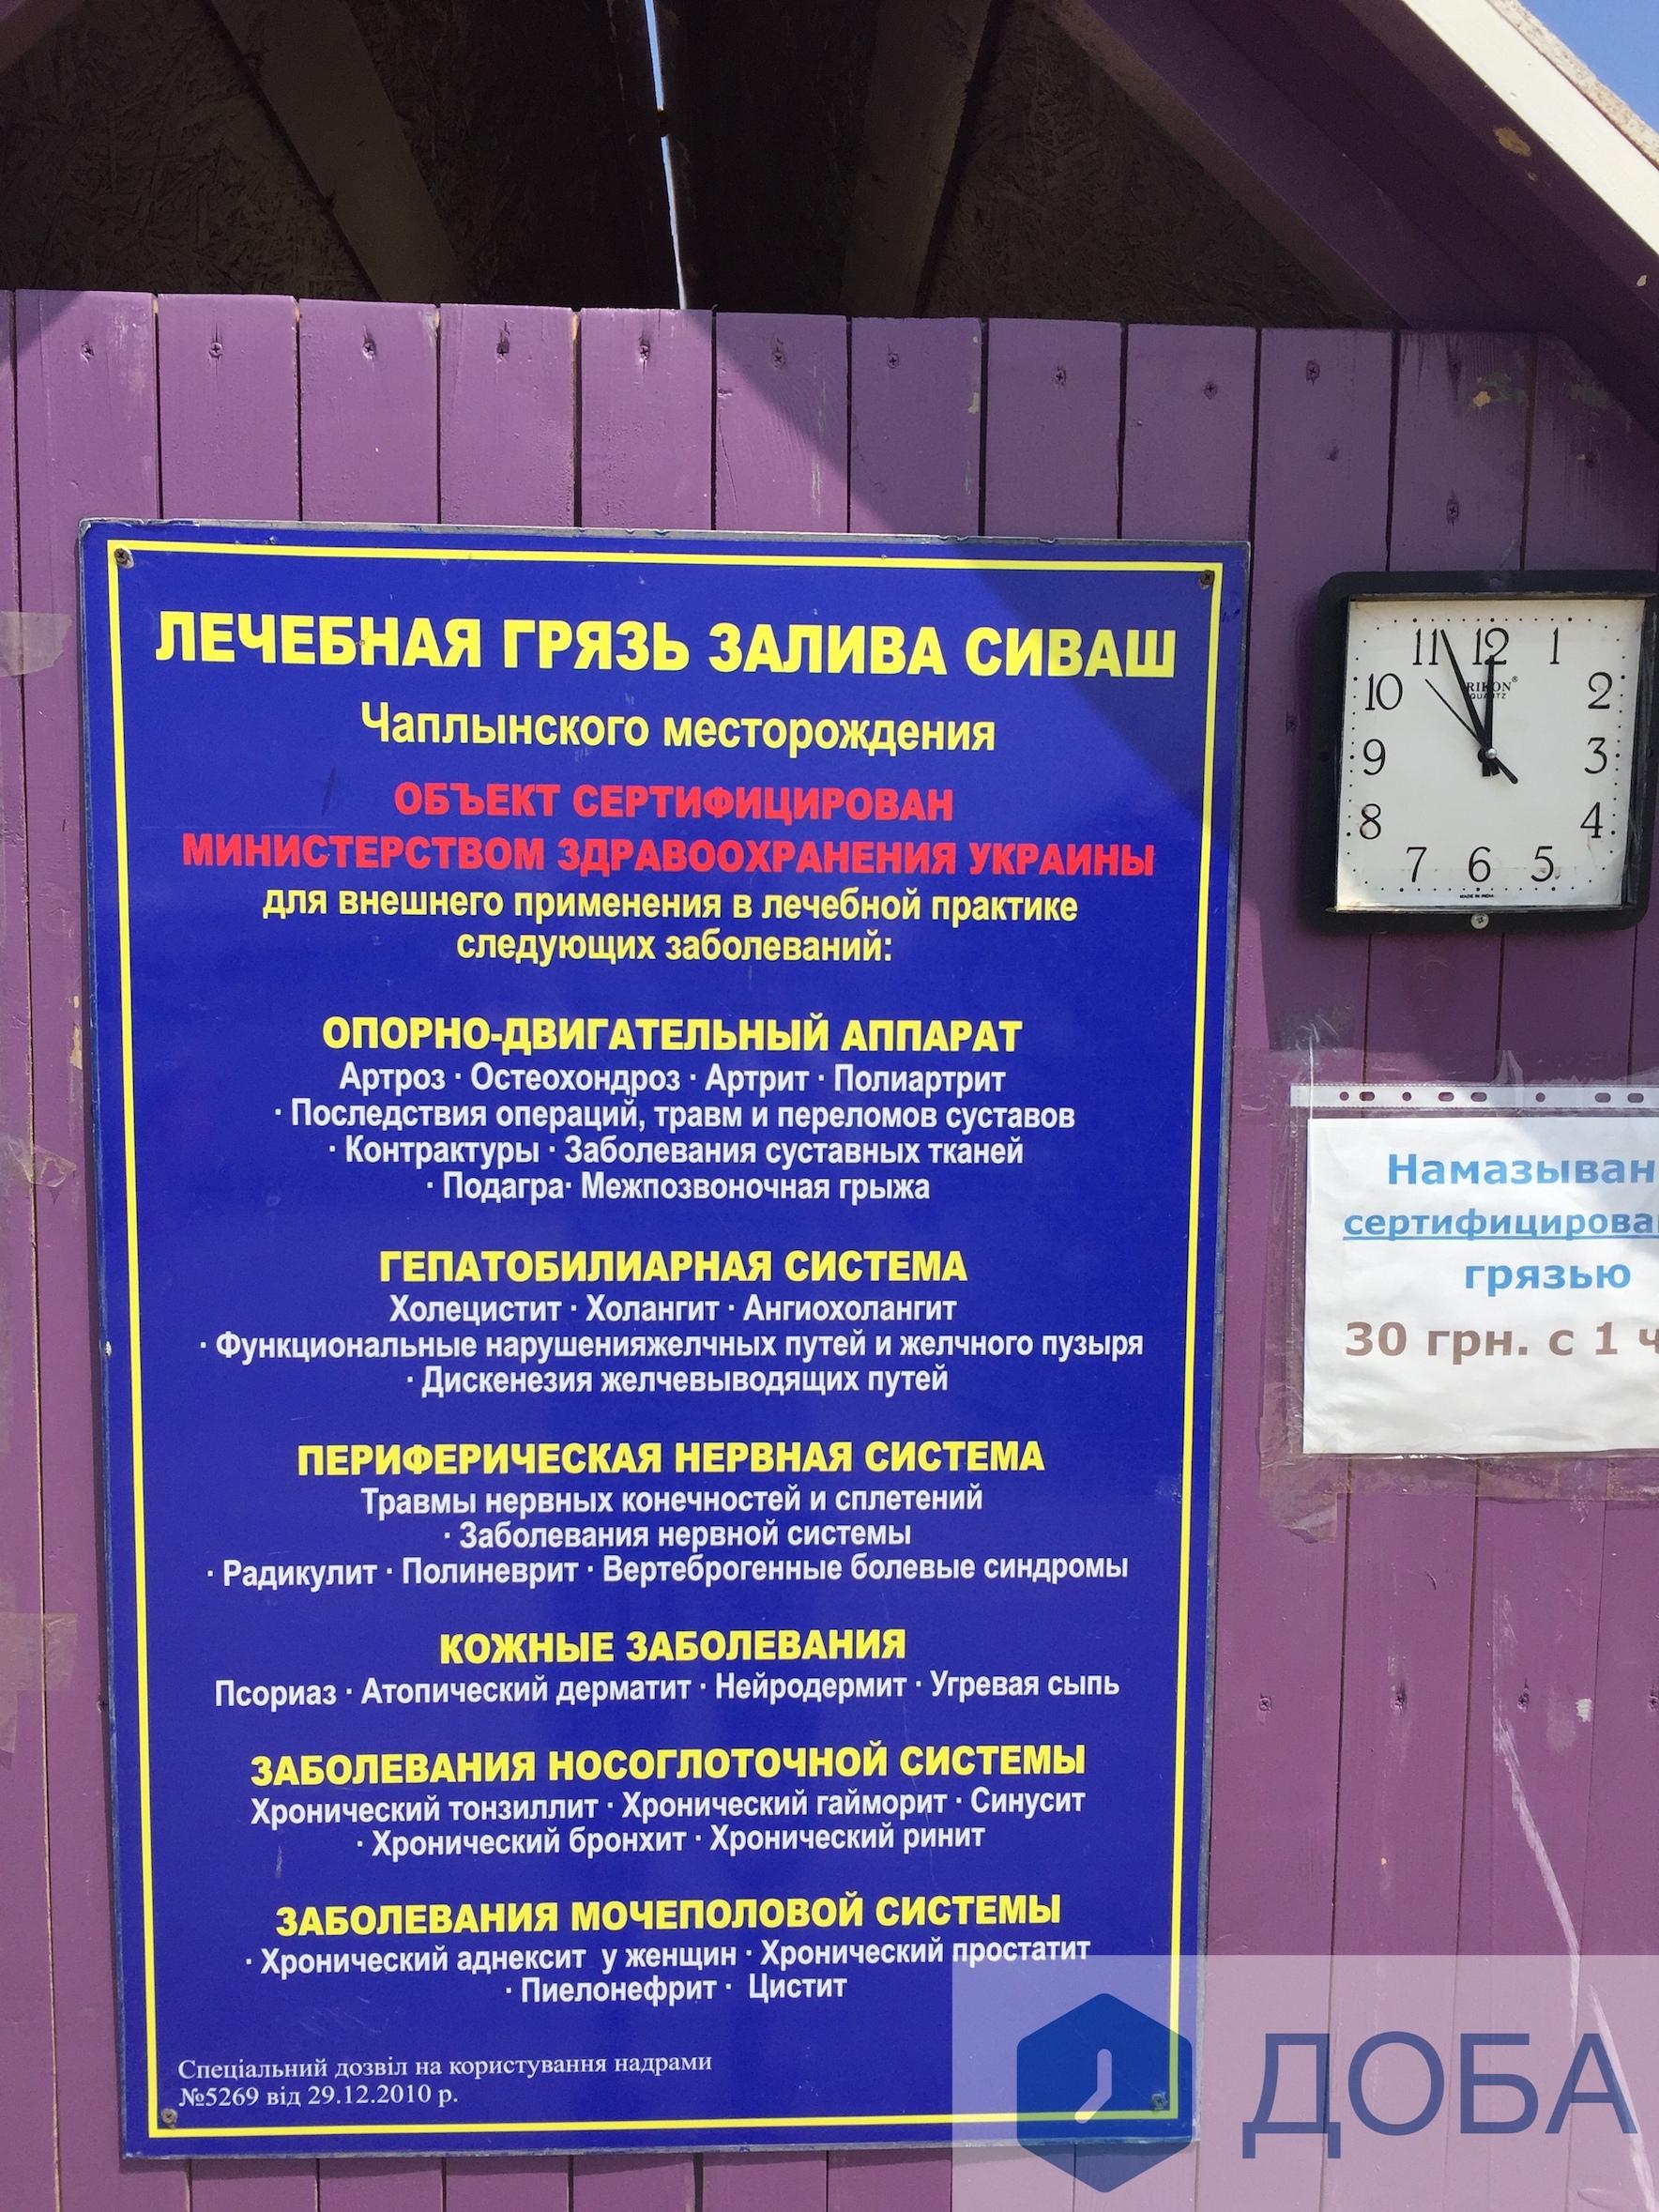 ЛЕЧЕБНАЯ ГРЯЗЬ ЗАЛИВА СИВАШ
Чаплынского месторождения
ОБЪЕКТ СЕРТИФИЦИРОВАН
МИНИСТЕРСТВОМ ЗДРАВООХРАНЕНИЯ УКРАИНЫ
для внешнего применения в лечебной практике
следующих заболеваний:
ОПОРНО-ДВИГАТЕЛЬНЫЙ АППАРАТ
Артроз · Остеохондроз · Артрит · Полиартрит
· Последствия операций, травм и переломов суставов
· Контрактуры · Заболевания суставных тканей
· Подагра· Межпозвоночная грыжа
ГЕПАТОБИЛИАРНАЯ СИСТЕМА
Холецистит · Холангит · Ангиохолангит
· Функциональные нарушенияжелчных путей и желчного пузыря
· Дискенезия желчевыводящих путей
ПЕРИФЕРИЧЕСКАЯ НЕРВНАЯ СИСТЕМА
Травмы нервных конечностей и сплетений
· Заболевания нервной системы
· Радикулит · Полиневрит · Вертеброгенные болевые синдромы
КОЖНЫЕ ЗАБОЛЕВАНИЯ
Псориаз · Атопический дерматит · Нейродермит · Угревая сыпь
ЗАБОЛЕВАНИЯ НОСОГЛОТОЧНОЙ СИСТЕМЫ
Хронический тонзиллит · Хронический гайморит · Синусит
· Хронический бронхит · Хронический ринит
ЗАБОЛЕВАНИЯ МОЧЕПОЛОВОЙ СИСТЕМЫ
· Хронический аднексит у женщин · Хронический простатит
· Пиелонефрит · Цистит
Спеціальний дозвіл на користування надрами
№5269 від 29.12.2010 р.
11 12 1
10 2
9 3
8 4
7 6 5
QUARTZ
MADE IN INDIA
Намазыван
сертифицирова
грязью
30 грн. с 1 ч
ДОБА